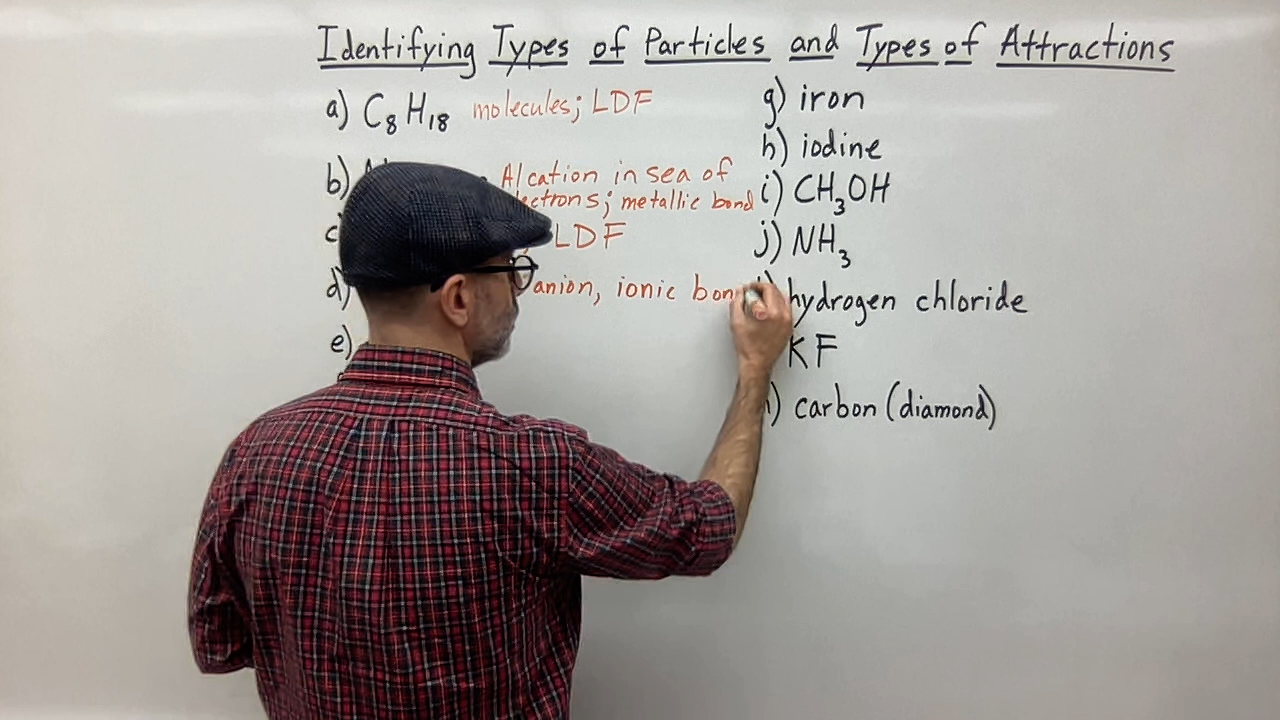 Identifying Types of Particles and Types of Attractions
a) C₈H₁₈ molecules; LDF
b) Al cation in sea of
electrons; metallic bond
c LDF
d) anion, ionic bon
e)
g) iron
h) iodine
i) CH₃OH
j) NH₃
hydrogen chloride
KF
) carbon (diamond)